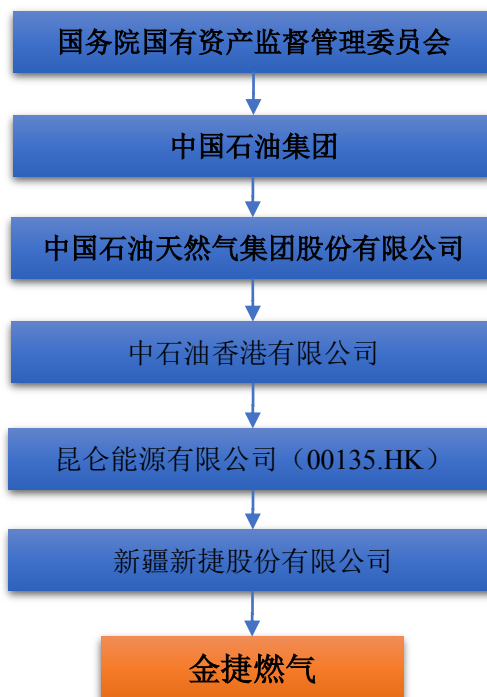 国务院国有资产监督管理委员会
中国石油集团
中国石油天然气集团股份有限公司
中石油香港有限公司
昆仑能源有限公司（00135.HK）
新疆新捷股份有限公司
金捷燃气